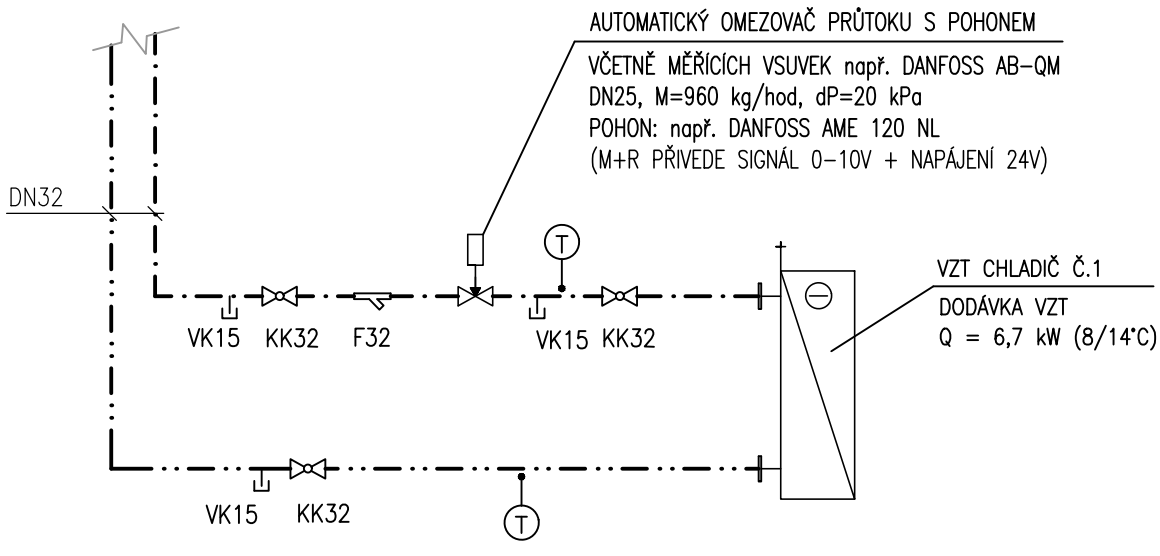 AUTOMATICKÝ OMEZOVAČ PRŮTOKU S POHONEM
VČETNĚ MĚŘÍCÍCH VSUVEK např. DANFOSS AB-QM
DN25, M=960 kg/hod, dP=20 kPa
POHON: např. DANFOSS AME 120 NL
(M+R PŘIVEDE SIGNÁL 0-10V + NAPÁJENÍ 24V)
DN32
T
VZT CHLADIČ Č.1
DODÁVKA VZT
Q = 6,7 kW (8/14°C)
VK15 KK32 F32 VK15 KK32
VK15 KK32
T